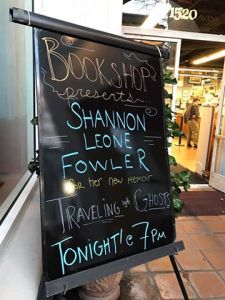 1520
BOOKSHOP
presents...
SHANNON
LEONE
FOWLER
for her new memoir
TRAVELING with GHOSTS
TONIGHT! @ 7PM